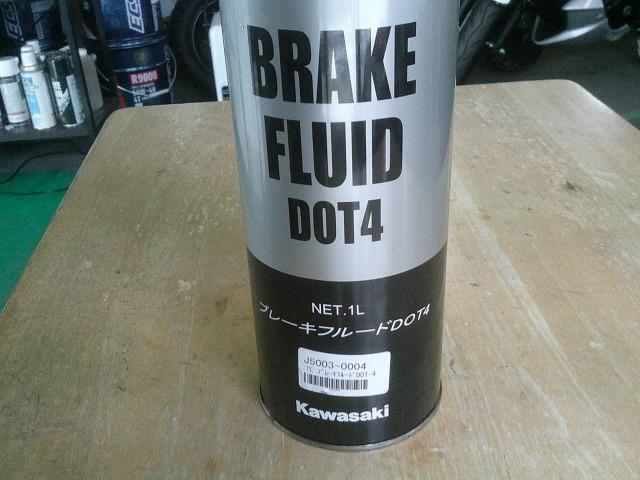 BRAKE
FLUID
DOT4
NET.1L
ブレーキフルードDOT4
J5003-0004
Kawasaki
R9000